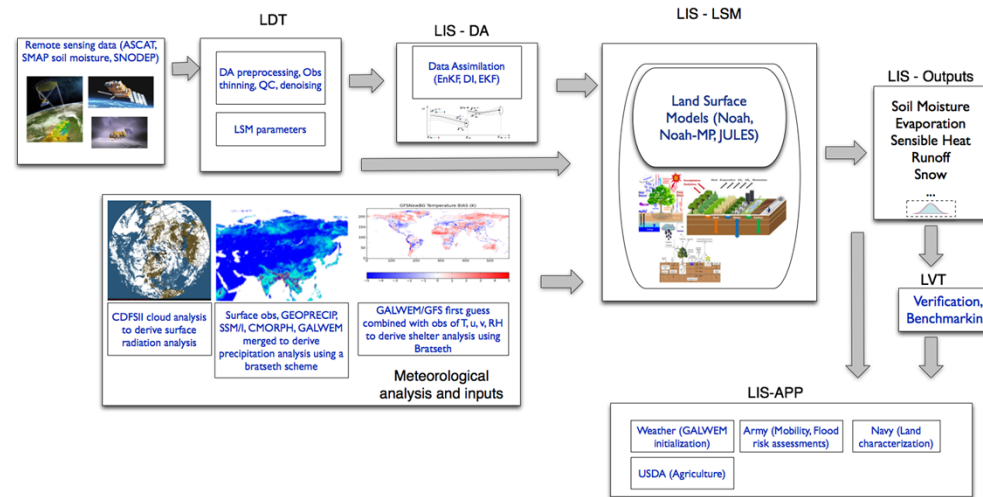 LDT
LIS - DA
LIS - LSM
Remote sensing data (ASCAT,
SMAP soil moisture, SNODEP)
DA preprocessing, Obs
thinning, QC, denoising
LSM parameters
Data Assimilation
(EnKF, DI, EKF)
Land Surface
Models (Noah,
Noah-MP, JULES)
LIS - Outputs
Soil Moisture
Evaporation
Sensible Heat
Runoff
Snow
...
GFSNewBG Temperature BIAS (K)
CDFSII cloud analysis
to derive surface
radiation analysis
Surface obs, GEOPRECIP,
SSM/I, CMORPH, GALWEM
merged to derive
precipitation analysis using a
bratseth scheme
GALWEM/GFS first guess
combined with obs of T, u, v, RH
to derive shelter analysis using
Bratseth
Meteorological
analysis and inputs
LVT
Verification,
Benchmarking
LIS-APP
Weather (GALWEM
initialization)
Army (Mobility, Flood
risk assessments)
Navy (Land
characterization)
USDA (Agriculture)